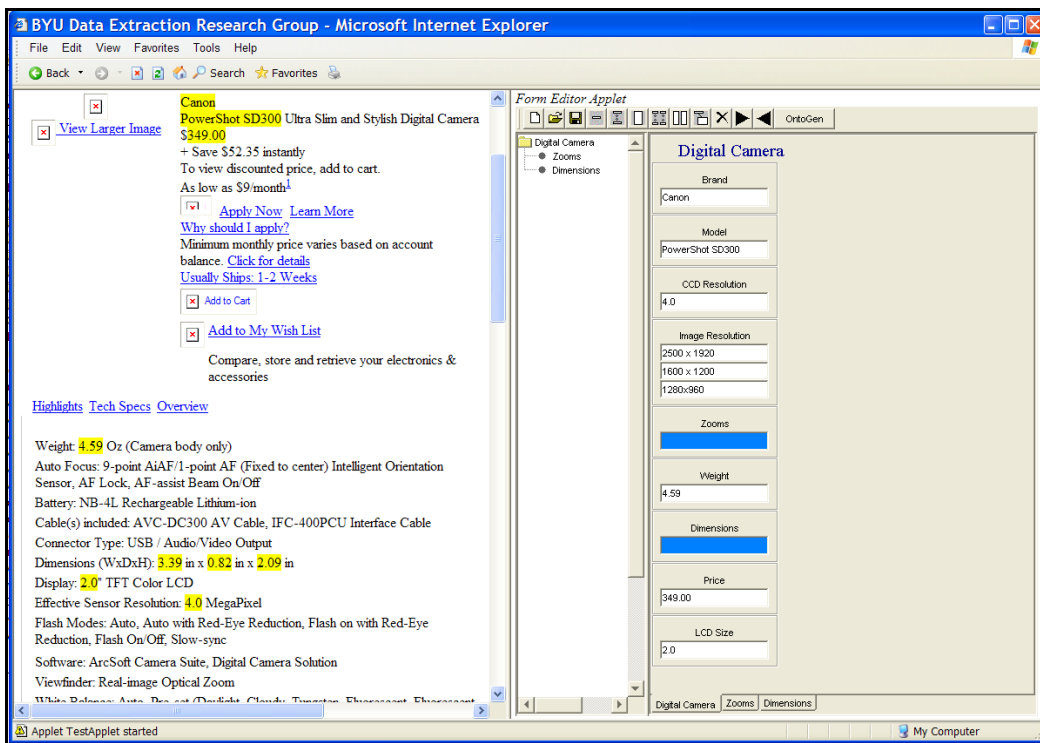 BYU Data Extraction Research Group - Microsoft Internet Explorer
File Edit View Favorites Tools Help
Back Search Favorites
View Larger Image
Canon
PowerShot SD300 Ultra Slim and Stylish Digital Camera
$349.00
+ Save $52.35 instantly
To view discounted price, add to cart.
As low as $9/month1
Apply Now Learn More
Why should I apply?
Minimum monthly price varies based on account
balance. Click for details
Usually Ships: 1-2 Weeks
Add to Cart
Add to My Wish List
Compare, store and retrieve your electronics &
accessories
Highlights Tech Specs Overview
Weight: 4.59 Oz (Camera body only)
Auto Focus: 9-point AiAF/1-point AF (Fixed to center) Intelligent Orientation
Sensor, AF Lock, AF-assist Beam On/Off
Battery: NB-4L Rechargeable Lithium-ion
Cable(s) included: AVC-DC300 AV Cable, IFC-400PCU Interface Cable
Connector Type: USB / Audio/Video Output
Dimensions (WxDxH): 3.39 in x 0.82 in x 2.09 in
Display: 2.0" TFT Color LCD
Effective Sensor Resolution: 4.0 MegaPixel
Flash Modes: Auto, Auto with Red-Eye Reduction, Flash on with Red-Eye
Reduction, Flash On/Off, Slow-sync
Software: ArcSoft Camera Suite, Digital Camera Solution
Viewfinder: Real-image Optical Zoom
White Balance: Auto, Pre-set (Daylight, Cloudy, Tungsten, Fluorescent, Fluorescent
Form Editor Applet
OntoGen
Digital Camera
Zooms
Dimensions
Digital Camera
Brand
Canon
Model
PowerShot SD300
CCD Resolution
4.0
Image Resolution
2500 x 1920
1600 x 1200
1280x960
Zooms
Weight
4.59
Dimensions
Price
349.00
LCD Size
2.0
Digital Camera Zooms Dimensions
Applet TestApplet started
My Computer